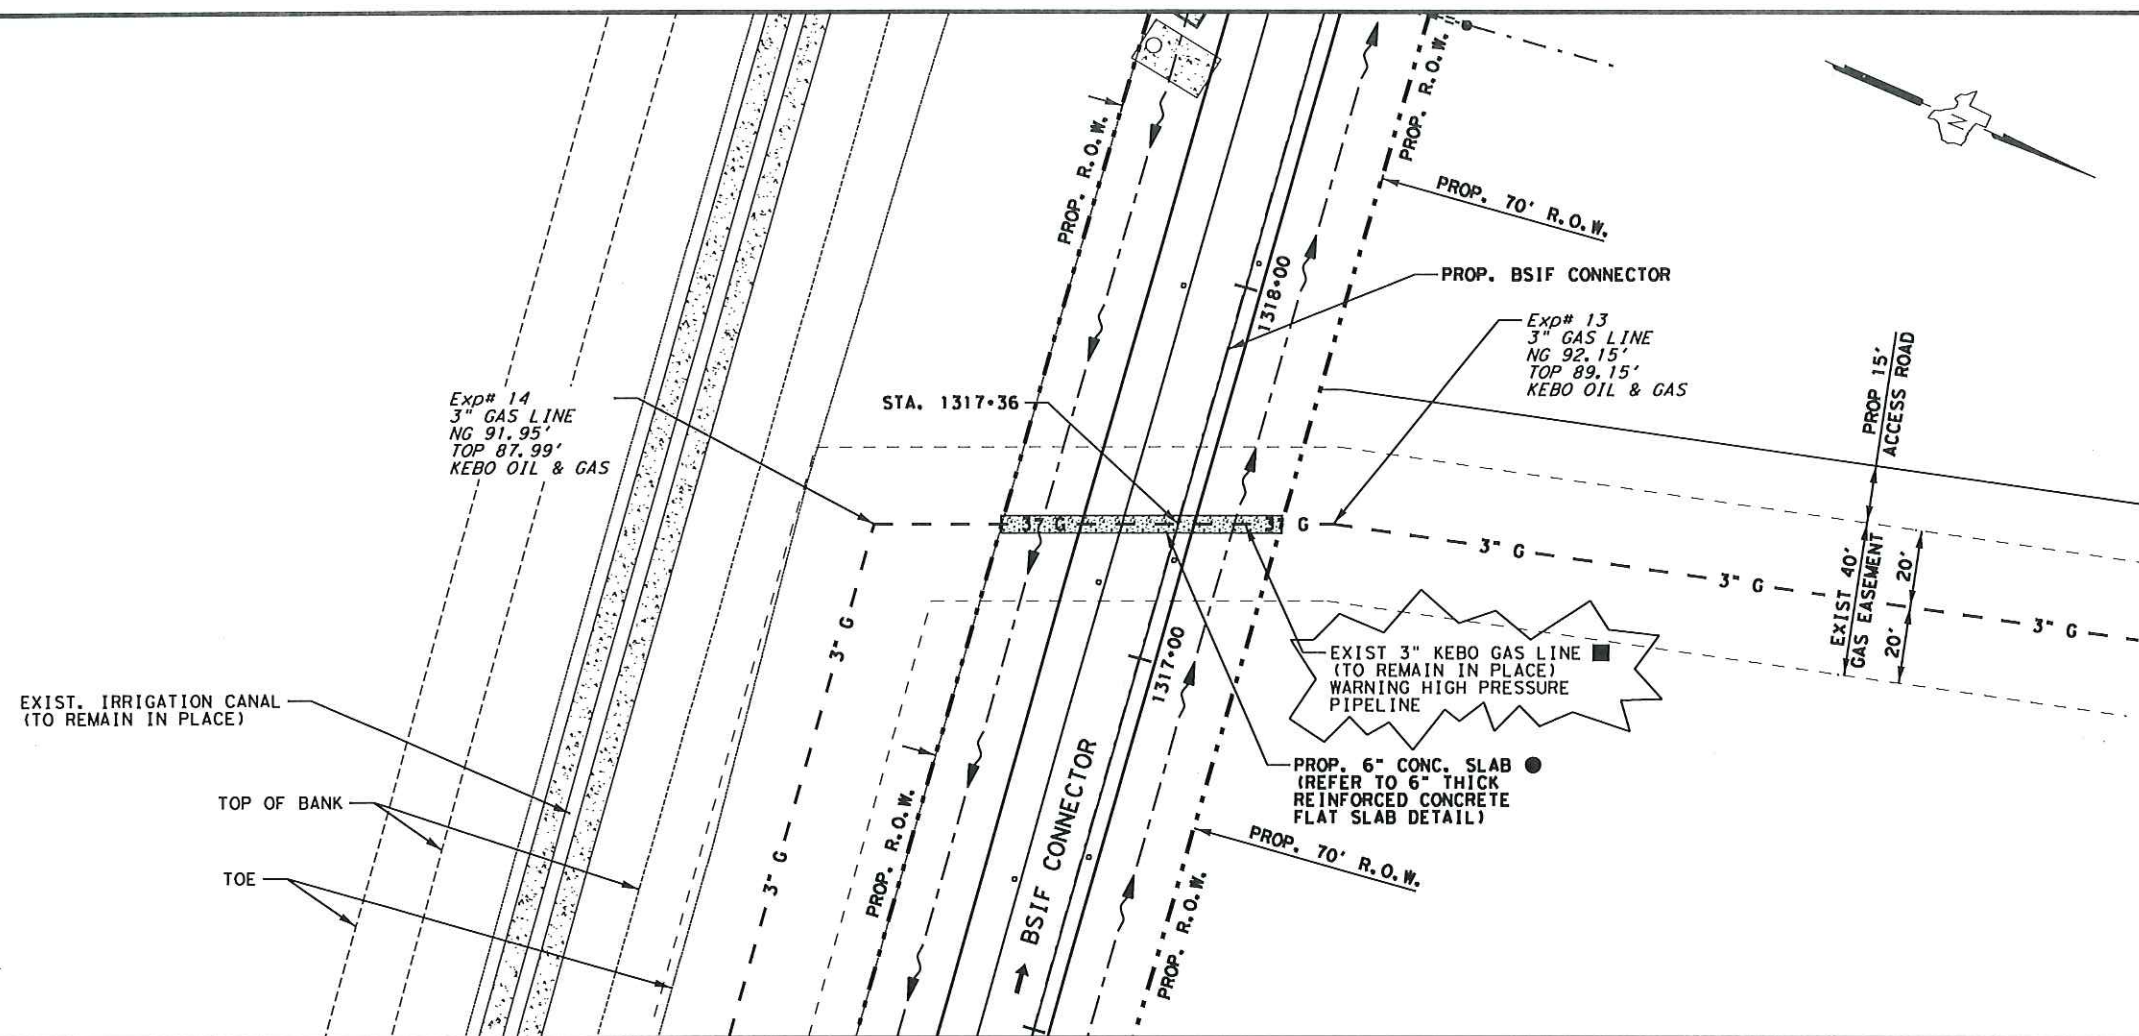 PROP. R.O.W.
PROP. R.O.W.
N
PROP. 70' R.O.W.
PROP. BSIF CONNECTOR
1318+00
Exp# 13
3" GAS LINE
NG 92.15'
TOP 89.15'
KEBO OIL & GAS
PROP 15'
ACCESS ROAD
Exp# 14
3" GAS LINE
NG 91.95'
TOP 87.99'
KEBO OIL & GAS
STA. 1317+36
3" G
3" G
3" G
3" G
3" G
EXIST 40'
GAS EASEMENT
20'
20'
3" G
1317+00
EXIST 3" KEBO GAS LINE
(TO REMAIN IN PLACE)
WARNING HIGH PRESSURE
PIPELINE
EXIST. IRRIGATION CANAL
(TO REMAIN IN PLACE)
PROP. 6" CONC. SLAB
(REFER TO 6" THICK
REINFORCED CONCRETE
FLAT SLAB DETAIL)
TOP OF BANK
BSIF CONNECTOR
PROP. R.O.W.
3" G
PROP. 70' R.O.W.
TOE
PROP. R.O.W.